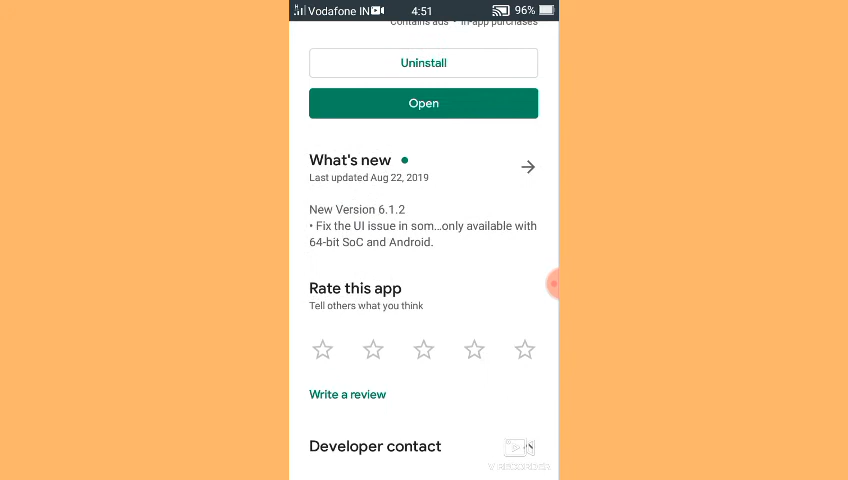 Vodafone IN 4:51 96%
Contains ads • In-app purchases
Uninstall
Open
What's new
Last updated Aug 22, 2019
New Version 6.1.2
• Fix the UI issue in som...only available with
64-bit SoC and Android.
Rate this app
Tell others what you think
Write a review
Developer contact
V RECORDER